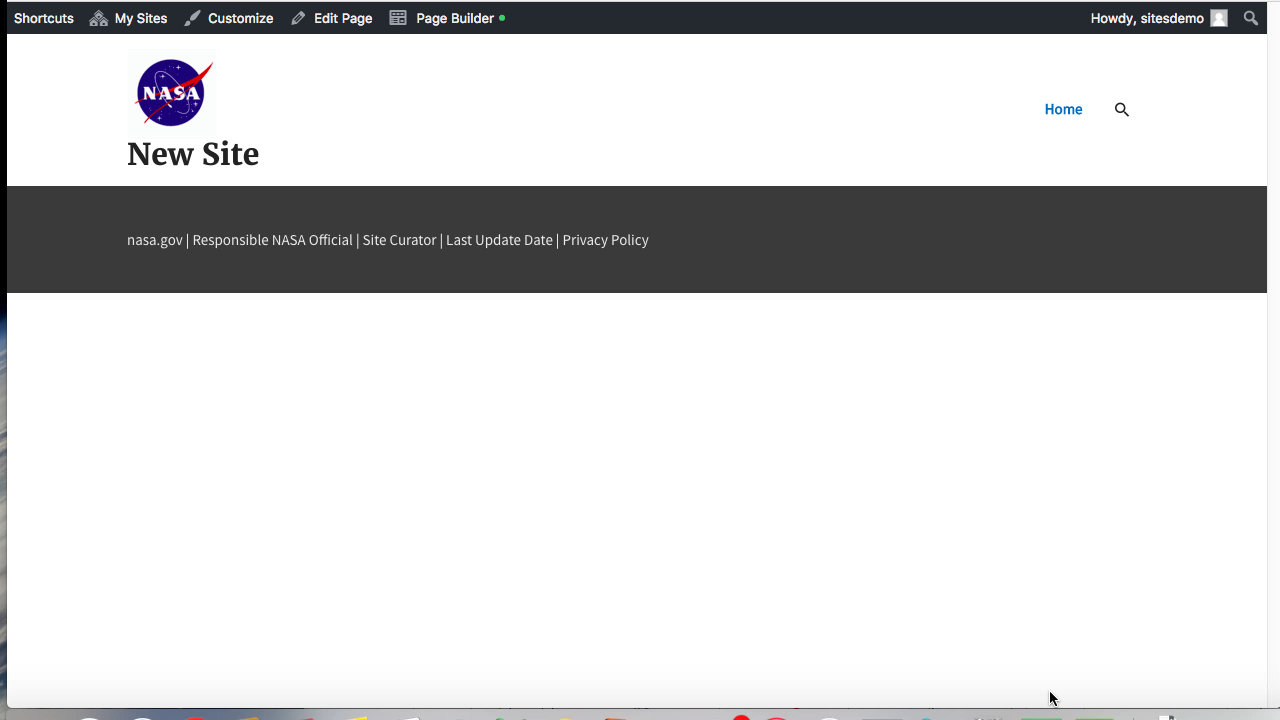 Shortcuts My Sites Customize Edit Page Page Builder Howdy, sitesdemo
NASA
Home
New Site
nasa.gov | Responsible NASA Official | Site Curator | Last Update Date | Privacy Policy